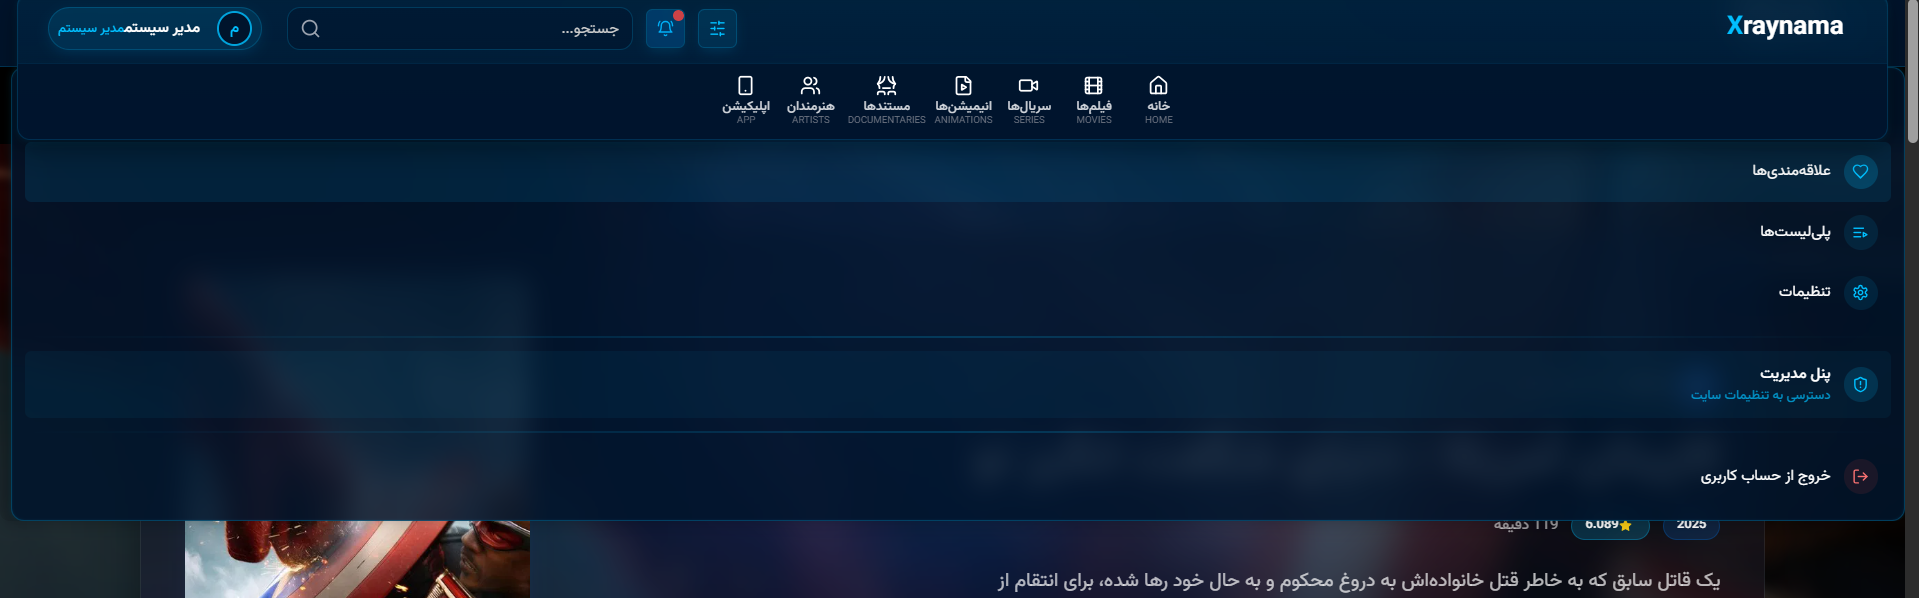 Xraynama
جستجو...
م
مدیر سیستم
مدیر سیستم
خانه
HOME
فیلم‌ها
MOVIES
سریال‌ها
SERIES
انیمیشن‌ها
ANIMATIONS
مستندها
DOCUMENTARIES
هنرمندان
ARTISTS
اپلیکیشن
APP
علاقه‌مندی‌ها
پلی‌لیست‌ها
تنظیمات
پنل مدیریت
دسترسی به تنظیمات سایت
خروج از حساب کاربری
2025
6.089
119 دقیقه
یک قاتل سابق که به خاطر قتل خانواده‌اش به دروغ محکوم و به حال خود رها شده، برای انتقام از